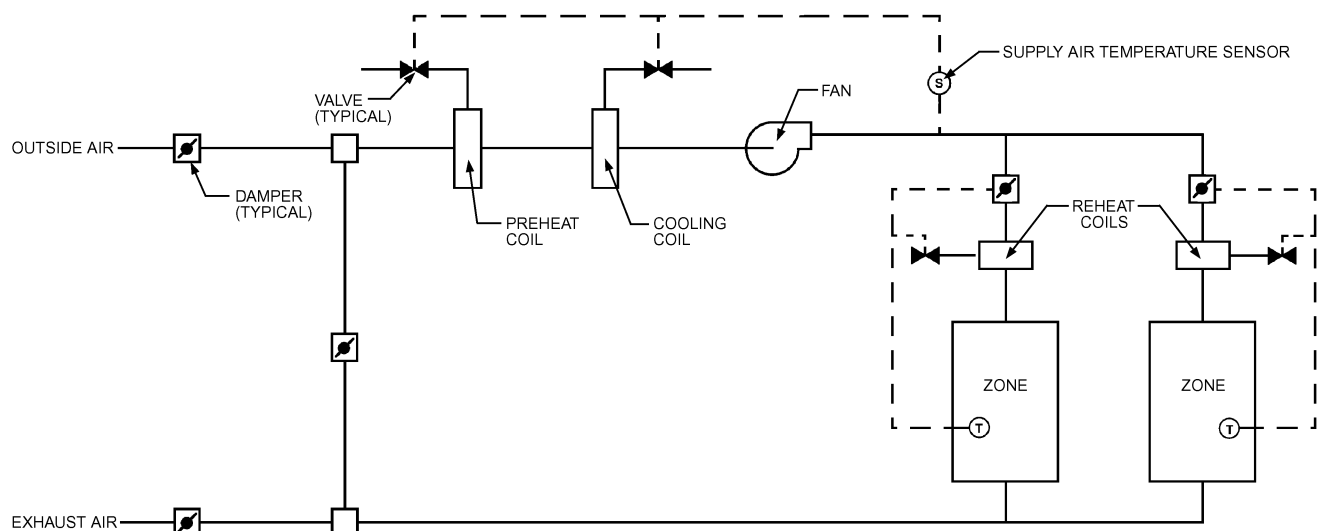 SUPPLY AIR TEMPERATURE SENSOR
S
FAN
VALVE
(TYPICAL)
OUTSIDE AIR
DAMPER
(TYPICAL)
PREHEAT
COIL
COOLING
COIL
REHEAT
COILS
ZONE
ZONE
T
T
EXHAUST AIR